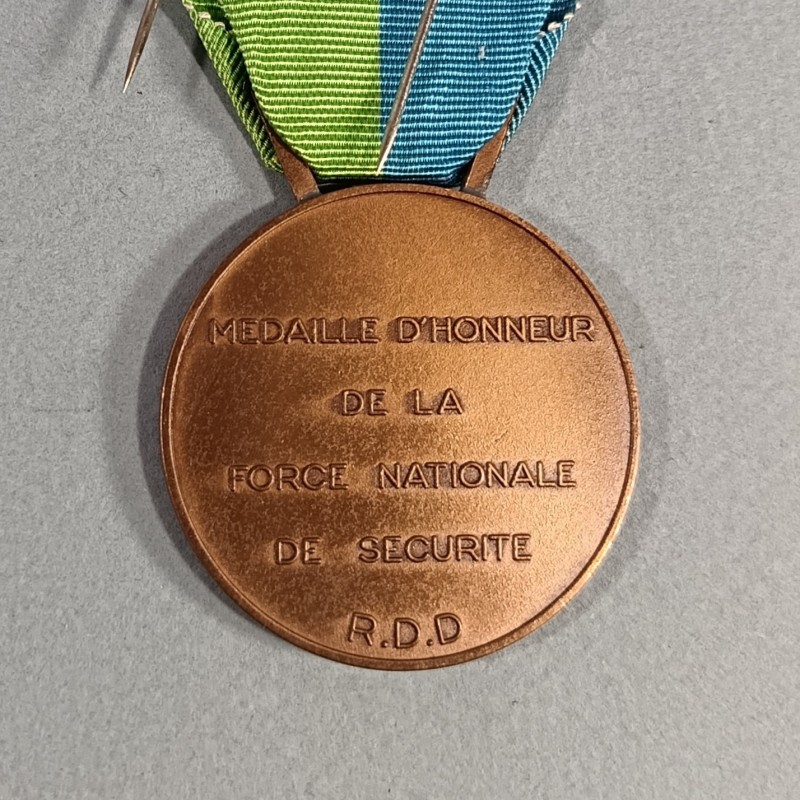 MEDAILLE D'HONNEUR
DE LA
FORCE NATIONALE
DE SECURITE
R.D.D